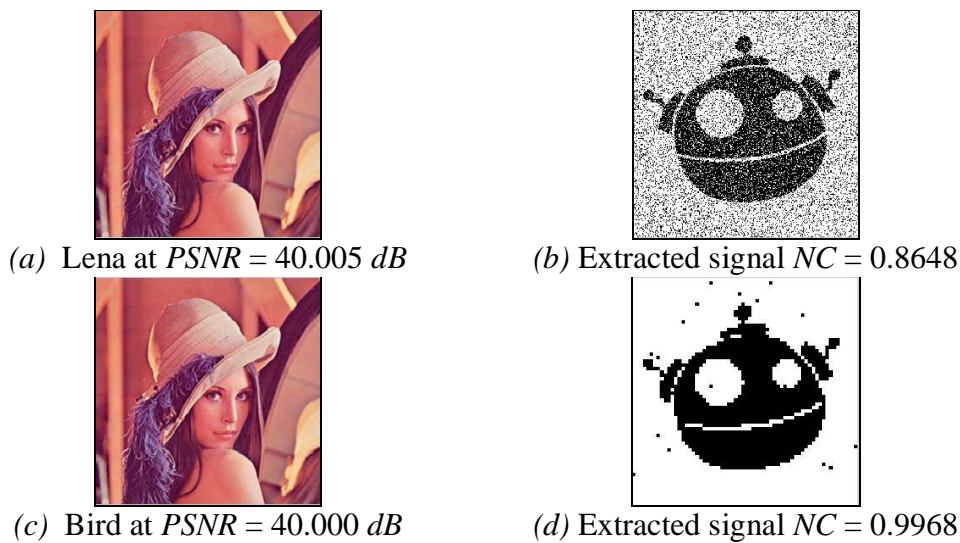 (a) Lena at PSNR = 40.005 dB
(b) Extracted signal NC = 0.8648
(c) Bird at PSNR = 40.000 dB
(d) Extracted signal NC = 0.9968